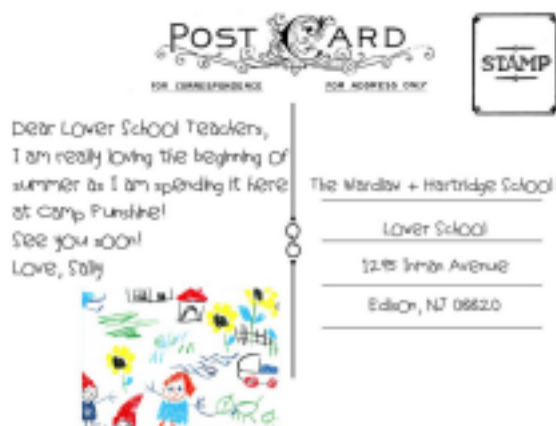 POST CARD
STAMP
FOR CORRESPONDENCE
FOR ADDRESS ONLY
Dear Lower School Teachers,
I am really loving the beginning of
summer as I am spending it here
at Camp Punshine!
See you soon!
Love, Sally
The Wardlaw + Hartridge School
Lower School
1295 Inman Avenue
Edison, NJ 08820